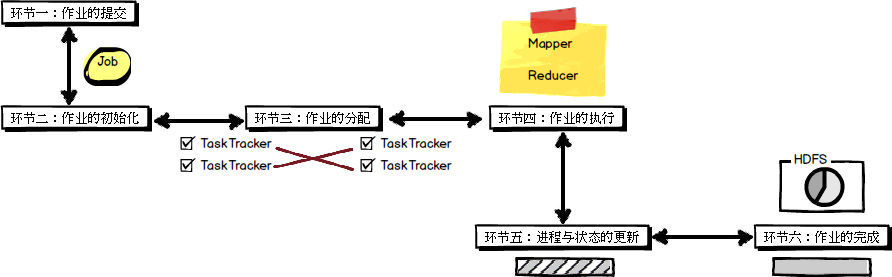 环节一：作业的提交
Job
Mapper
Reducer
环节二：作业的初始化
环节三：作业的分配
环节四：作业的执行
TaskTracker
TaskTracker
TaskTracker
TaskTracker
HDFS
环节五：进程与状态的更新
环节六：作业的完成